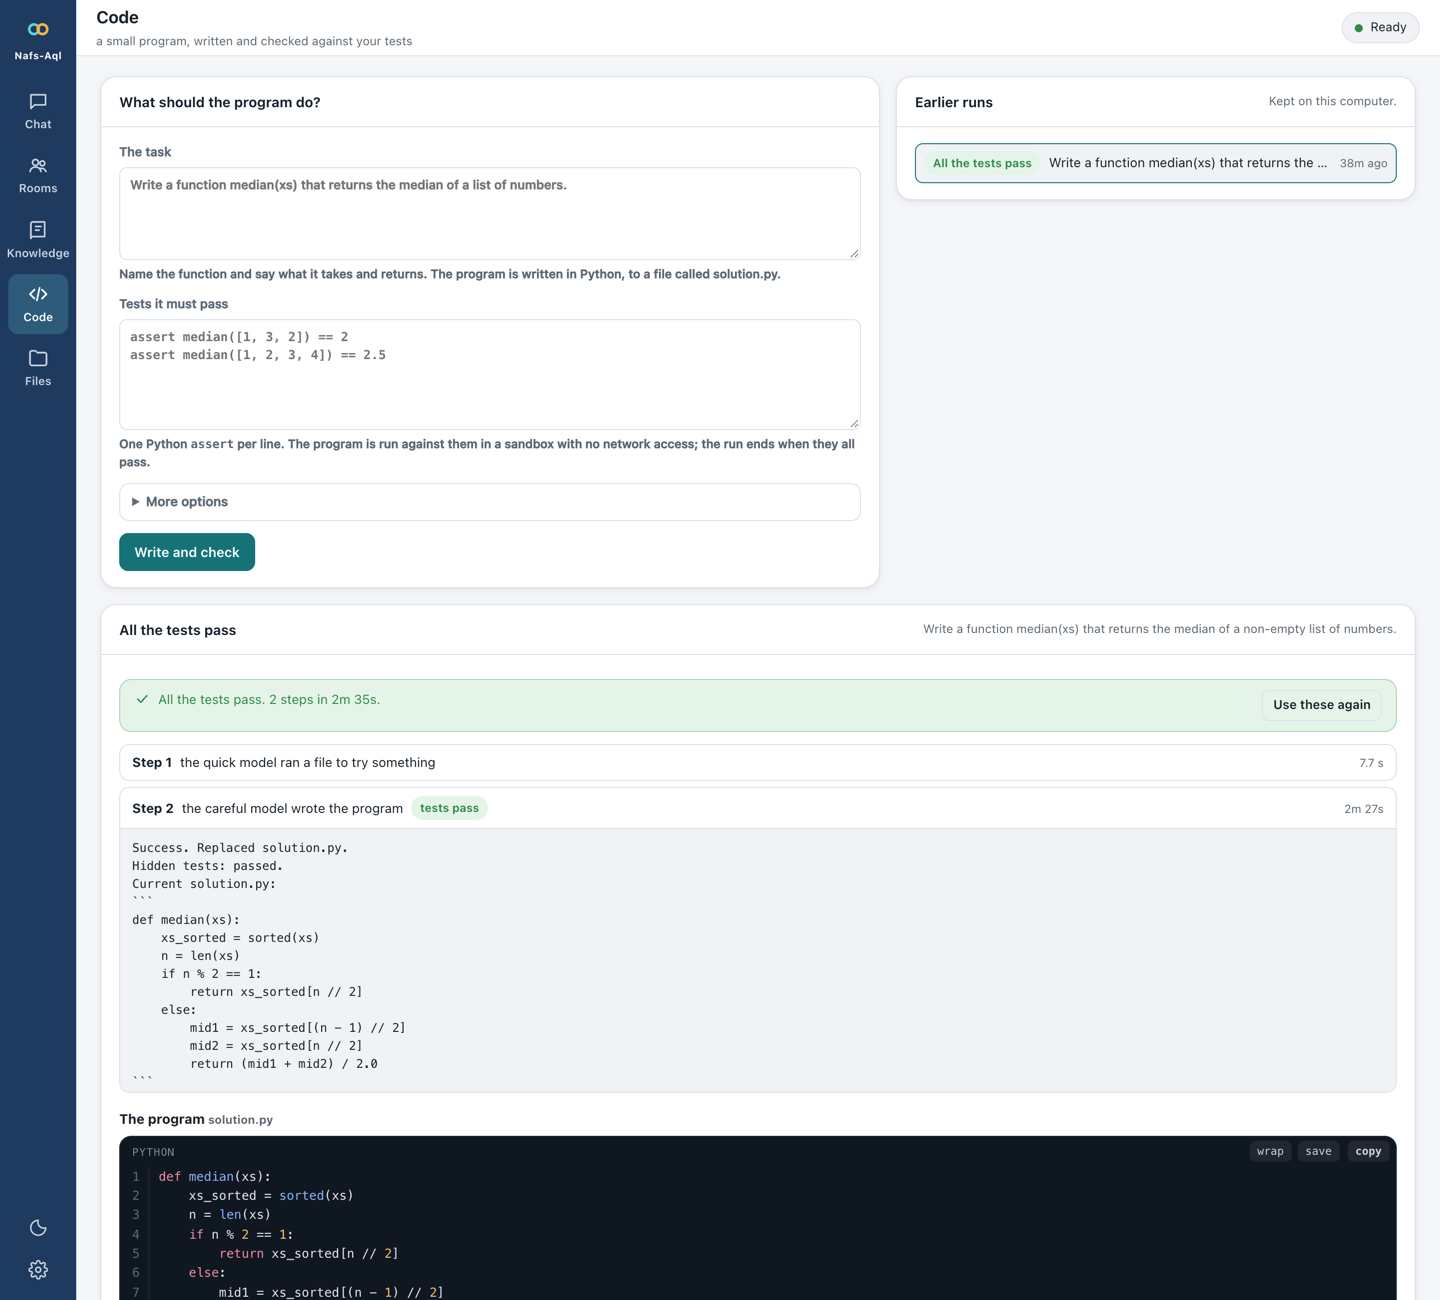 Nafs-Aql
Chat
Rooms
Knowledge
Code
Files
Code
a small program, written and checked against your tests
Ready
What should the program do?
The task
Write a function median(xs) that returns the median of a list of numbers.
Name the function and say what it takes and returns. The program is written in Python, to a file called solution.py.
Tests it must pass
assert median([1, 3, 2]) == 2
assert median([1, 2, 3, 4]) == 2.5
One Python assert per line. The program is run against them in a sandbox with no network access; the run ends when they all
pass.
More options
Write and check
Earlier runs
Kept on this computer.
All the tests pass Write a function median(xs) that returns the ... 38m ago
All the tests pass
Write a function median(xs) that returns the median of a non-empty list of numbers.
All the tests pass. 2 steps in 2m 35s.
Use these again
Step 1 the quick model ran a file to try something 7.7 s
Step 2 the careful model wrote the program tests pass 2m 27s
Success. Replaced solution.py.
Hidden tests: passed.
Current solution.py:
```
def median(xs):
    xs_sorted = sorted(xs)
    n = len(xs)
    if n % 2 == 1:
        return xs_sorted[n // 2]
    else:
        mid1 = xs_sorted[(n - 1) // 2]
        mid2 = xs_sorted[n // 2]
        return (mid1 + mid2) / 2.0
```
The program solution.py
PYTHON wrap save copy
1 def median(xs):
2     xs_sorted = sorted(xs)
3     n = len(xs)
4     if n % 2 == 1:
5         return xs_sorted[n // 2]
6     else:
7         mid1 = xs_sorted[(n - 1) // 2]